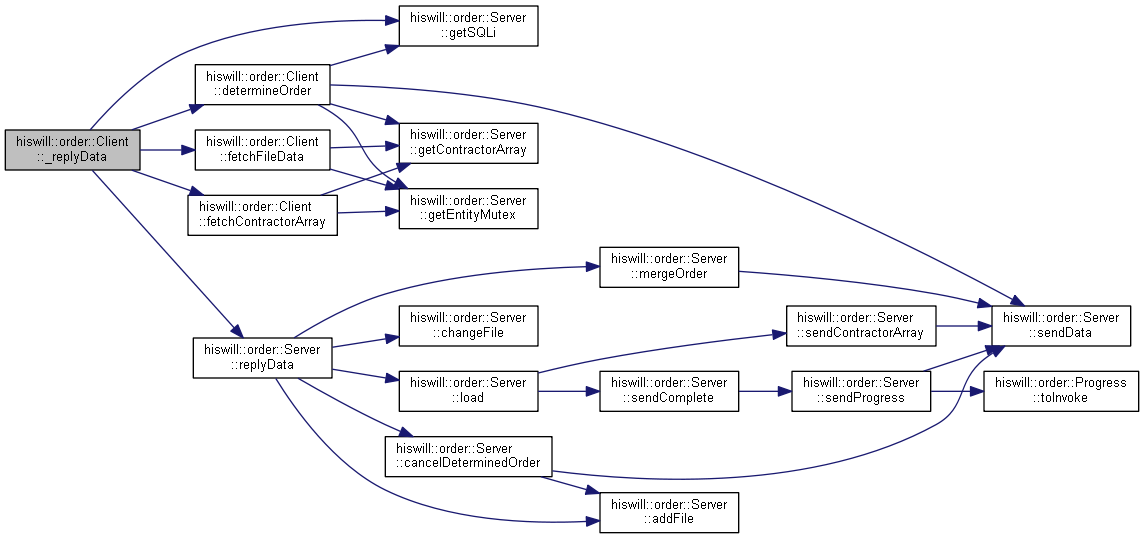 hiswill::order::Client
::_replyData
hiswill::order::Server
::getSQLi
hiswill::order::Client
::determineOrder
hiswill::order::Client
::fetchFileData
hiswill::order::Client
::fetchContractorArray
hiswill::order::Server
::getContractorArray
hiswill::order::Server
::getEntityMutex
hiswill::order::Server
::replyData
hiswill::order::Server
::mergeOrder
hiswill::order::Server
::changeFile
hiswill::order::Server
::load
hiswill::order::Server
::cancelDeterminedOrder
hiswill::order::Server
::sendComplete
hiswill::order::Server
::addFile
hiswill::order::Server
::sendContractorArray
hiswill::order::Server
::sendProgress
hiswill::order::Server
::sendData
hiswill::order::Progress
::toInvoke